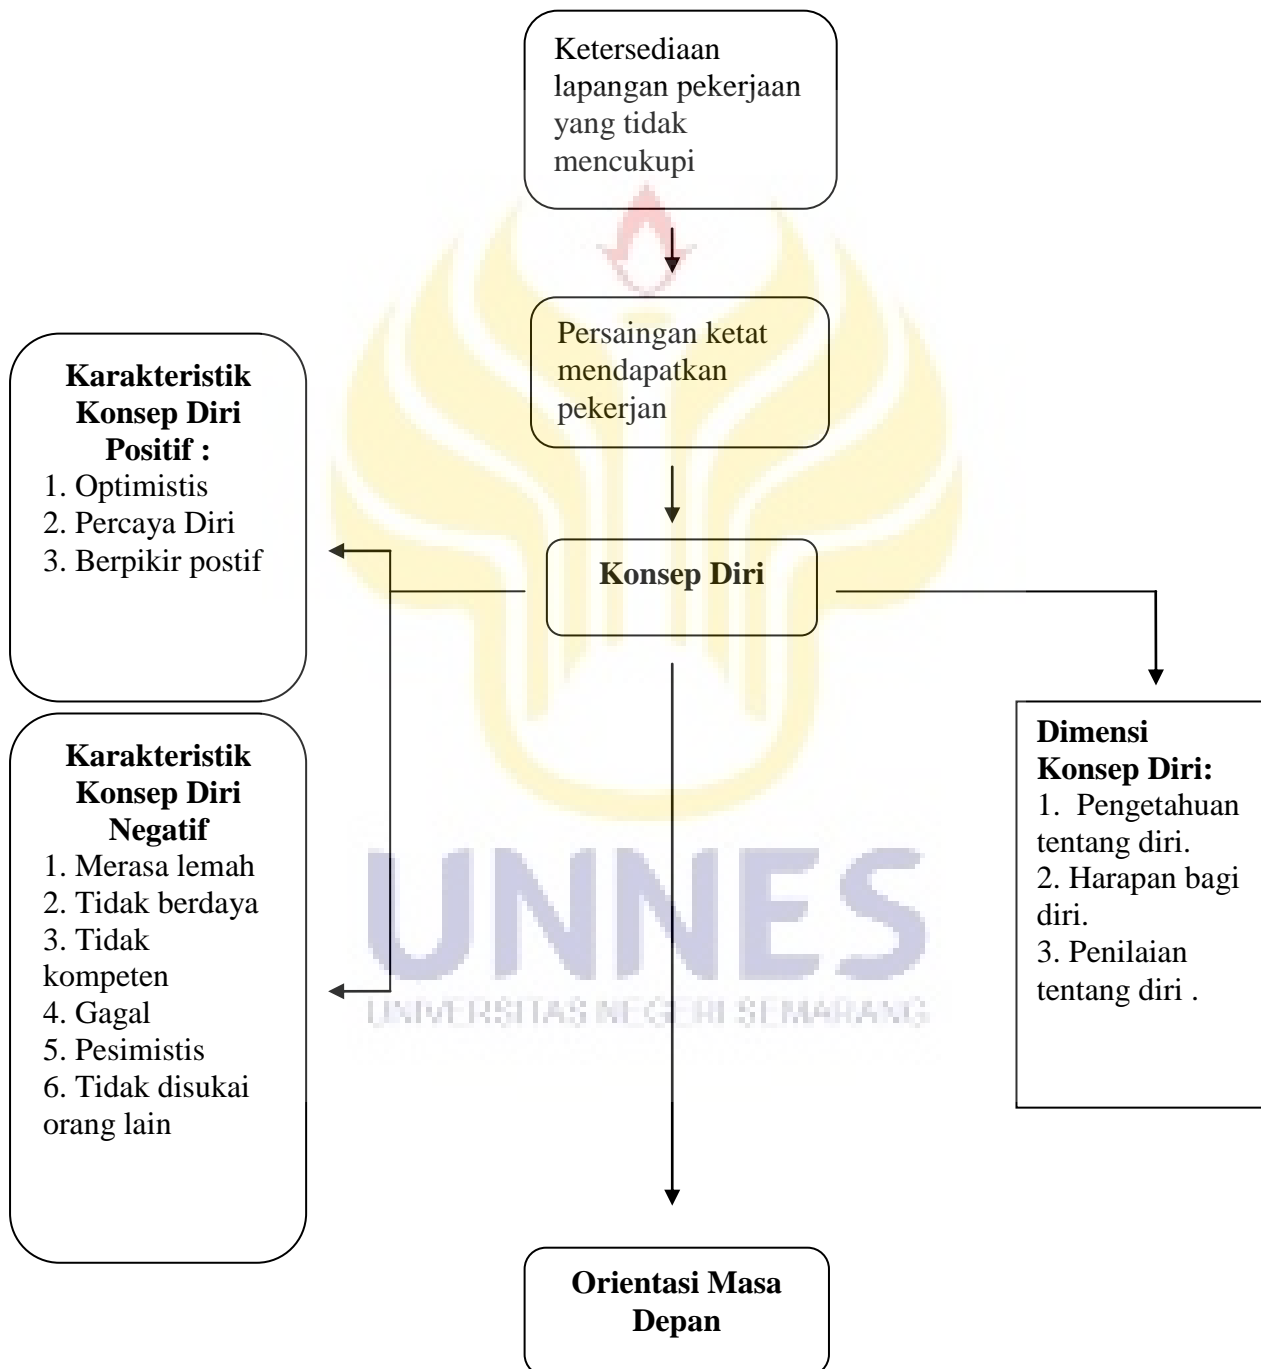 Ketersediaan
lapangan pekerjaan
yang tidak
mencukupi
Persaingan ketat
mendapatkan
pekerjan
Karakteristik
Konsep Diri
Positif :
1. Optimistis
2. Percaya Diri
3. Berpikir postif
Konsep Diri
Karakteristik
Konsep Diri
Negatif
1. Merasa lemah
2. Tidak berdaya
3. Tidak
kompeten
4. Gagal
5. Pesimistis
6. Tidak disukai
orang lain
Dimensi
Konsep Diri:
1. Pengetahuan
tentang diri.
2. Harapan bagi
diri.
3. Penilaian
tentang diri .
UNNES
UNIVERSITAS NEGERI SEMARANG
Orientasi Masa
Depan